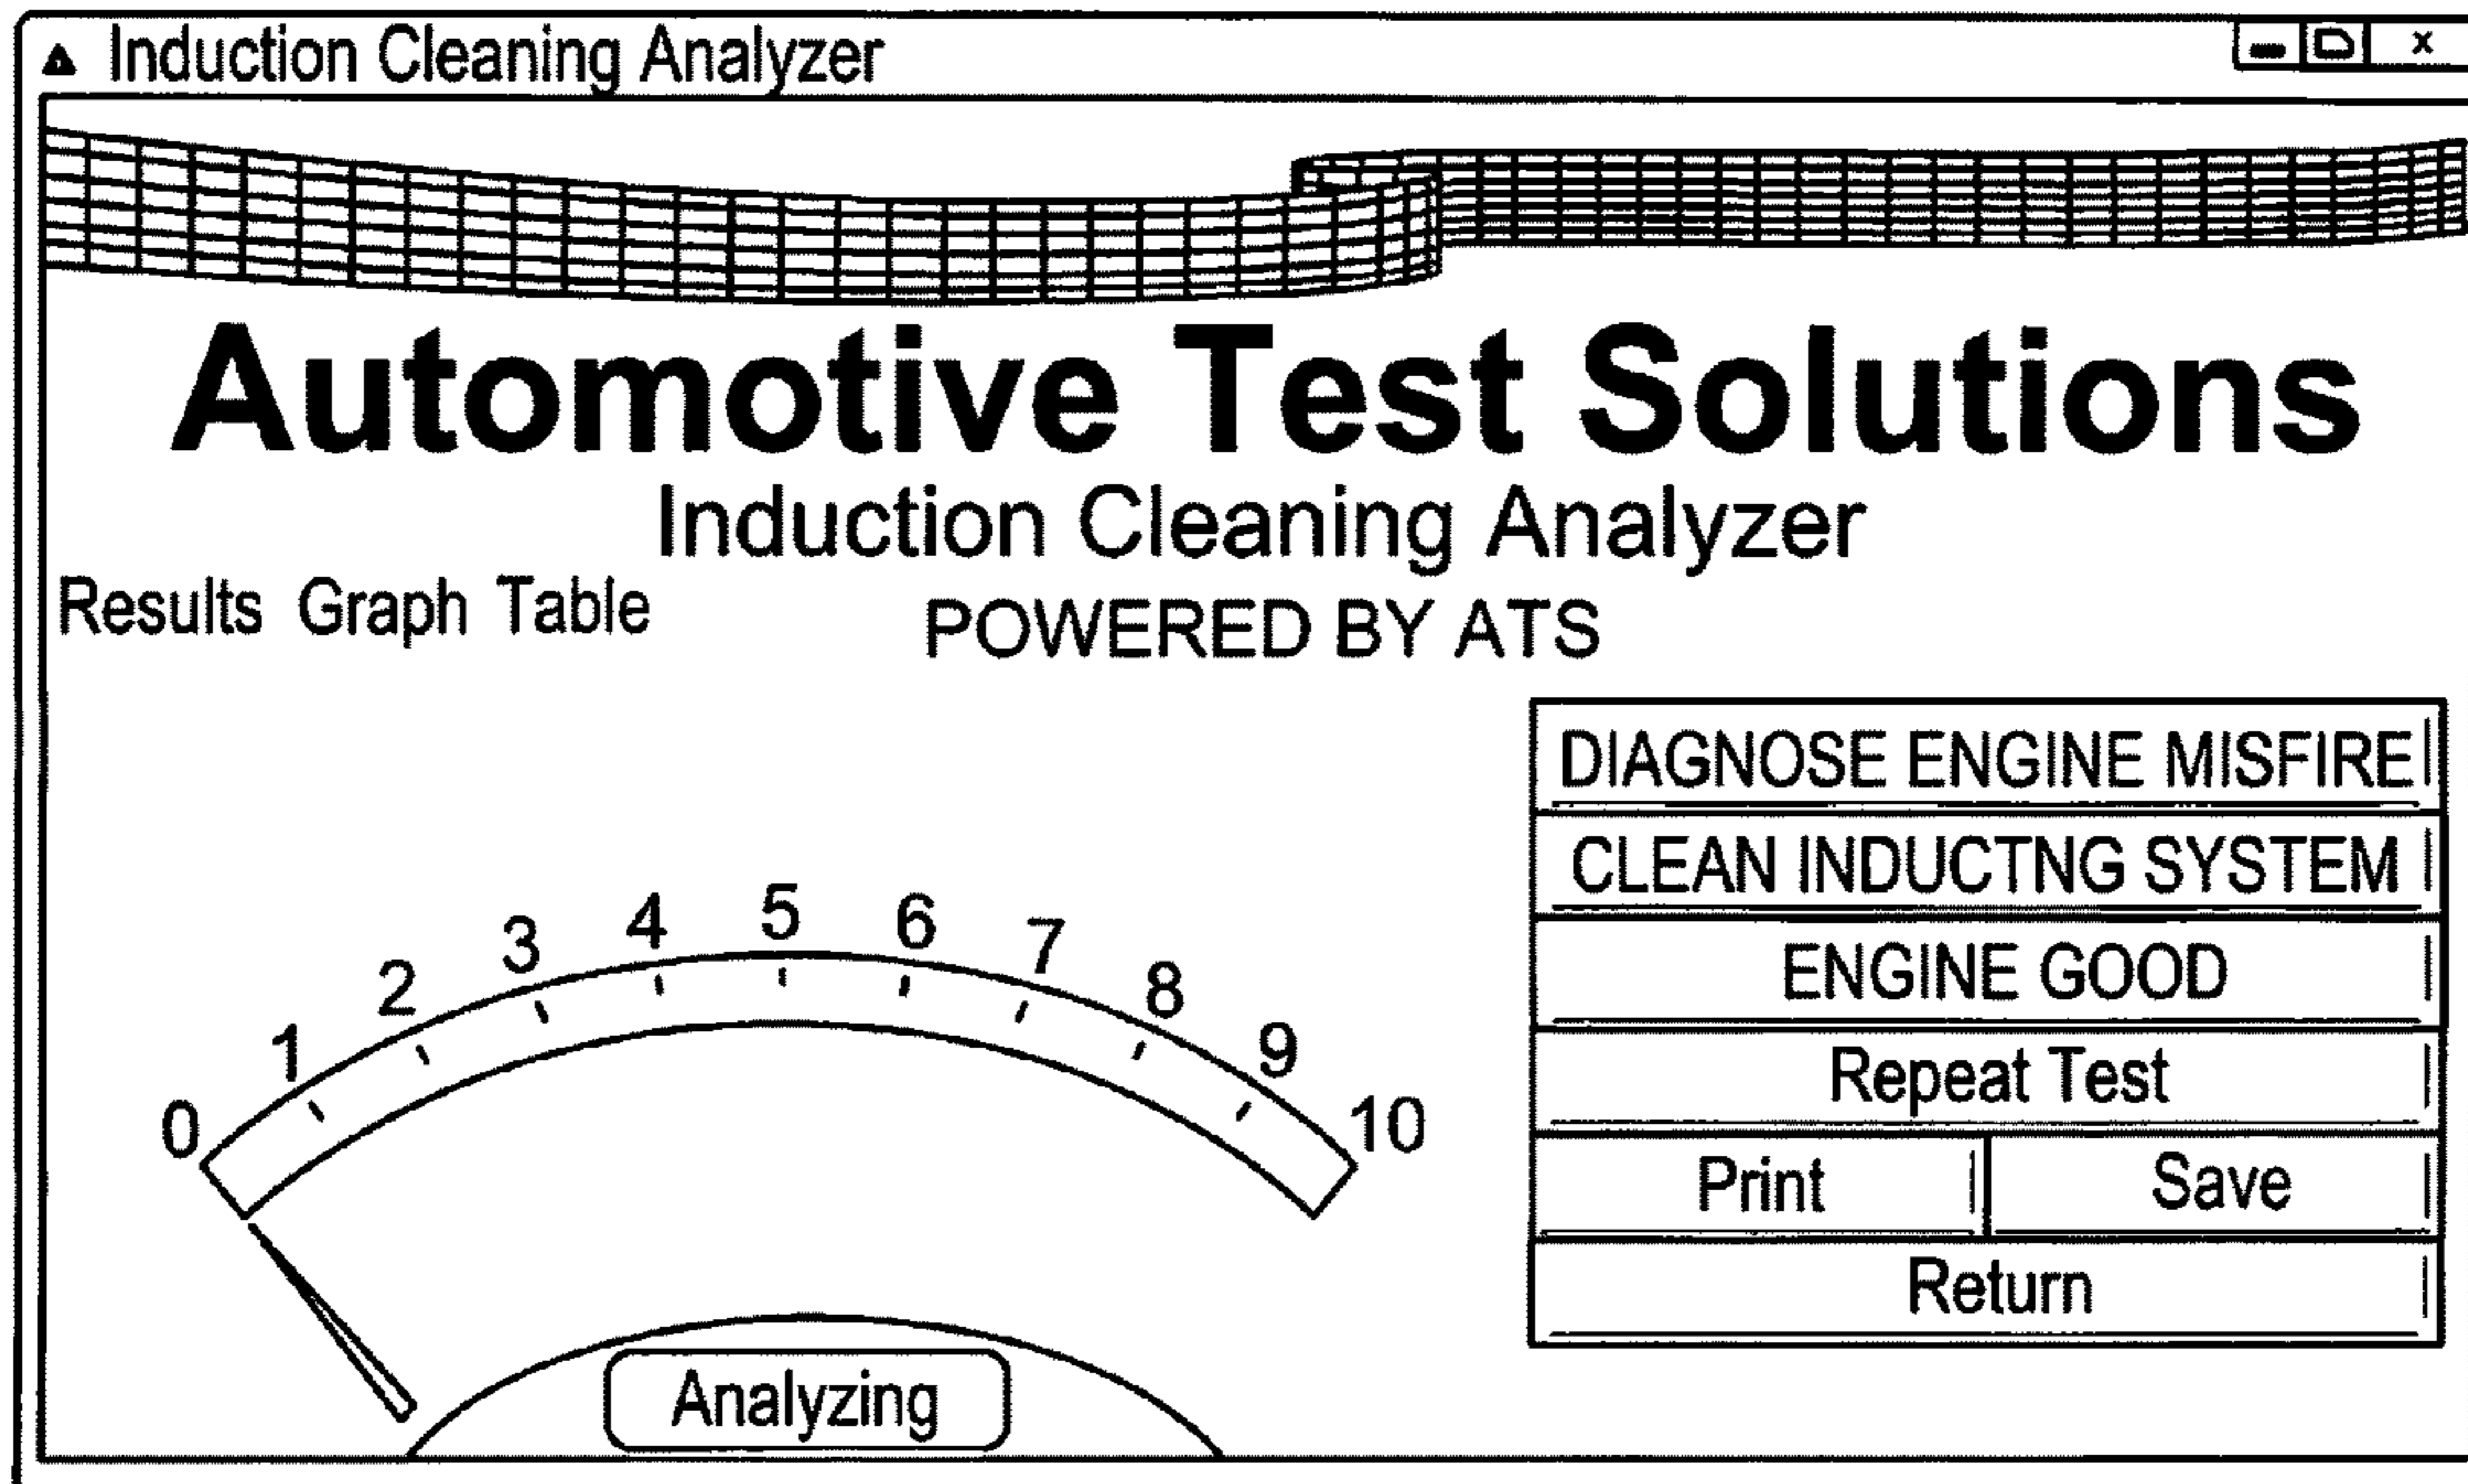 Induction Cleaning Analyzer
x
Automotive Test Solutions
Induction Cleaning Analyzer
Results Graph Table
POWERED BY ATS
DIAGNOSE ENGINE MISFIRE
CLEAN INDUCTNG SYSTEM
ENGINE GOOD
Repeat Test
Print Save
Return
0 1 2 3 4 5 6 7 8 9 10
Analyzing